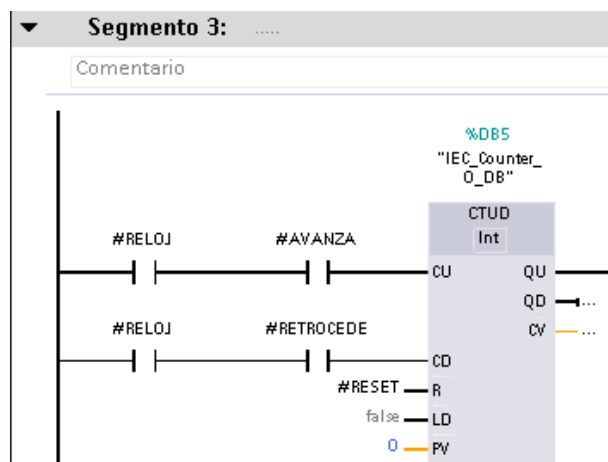 Segmento 3: .....
Comentario
%DB5
"IEC_Counter_
0_DB"
CTUD
Int
#RELOJ #AVANZA
CU QU
QD ...
CV ...
#RELOJ #RETROCEDE
CD
#RESET R
false LD
0 PV